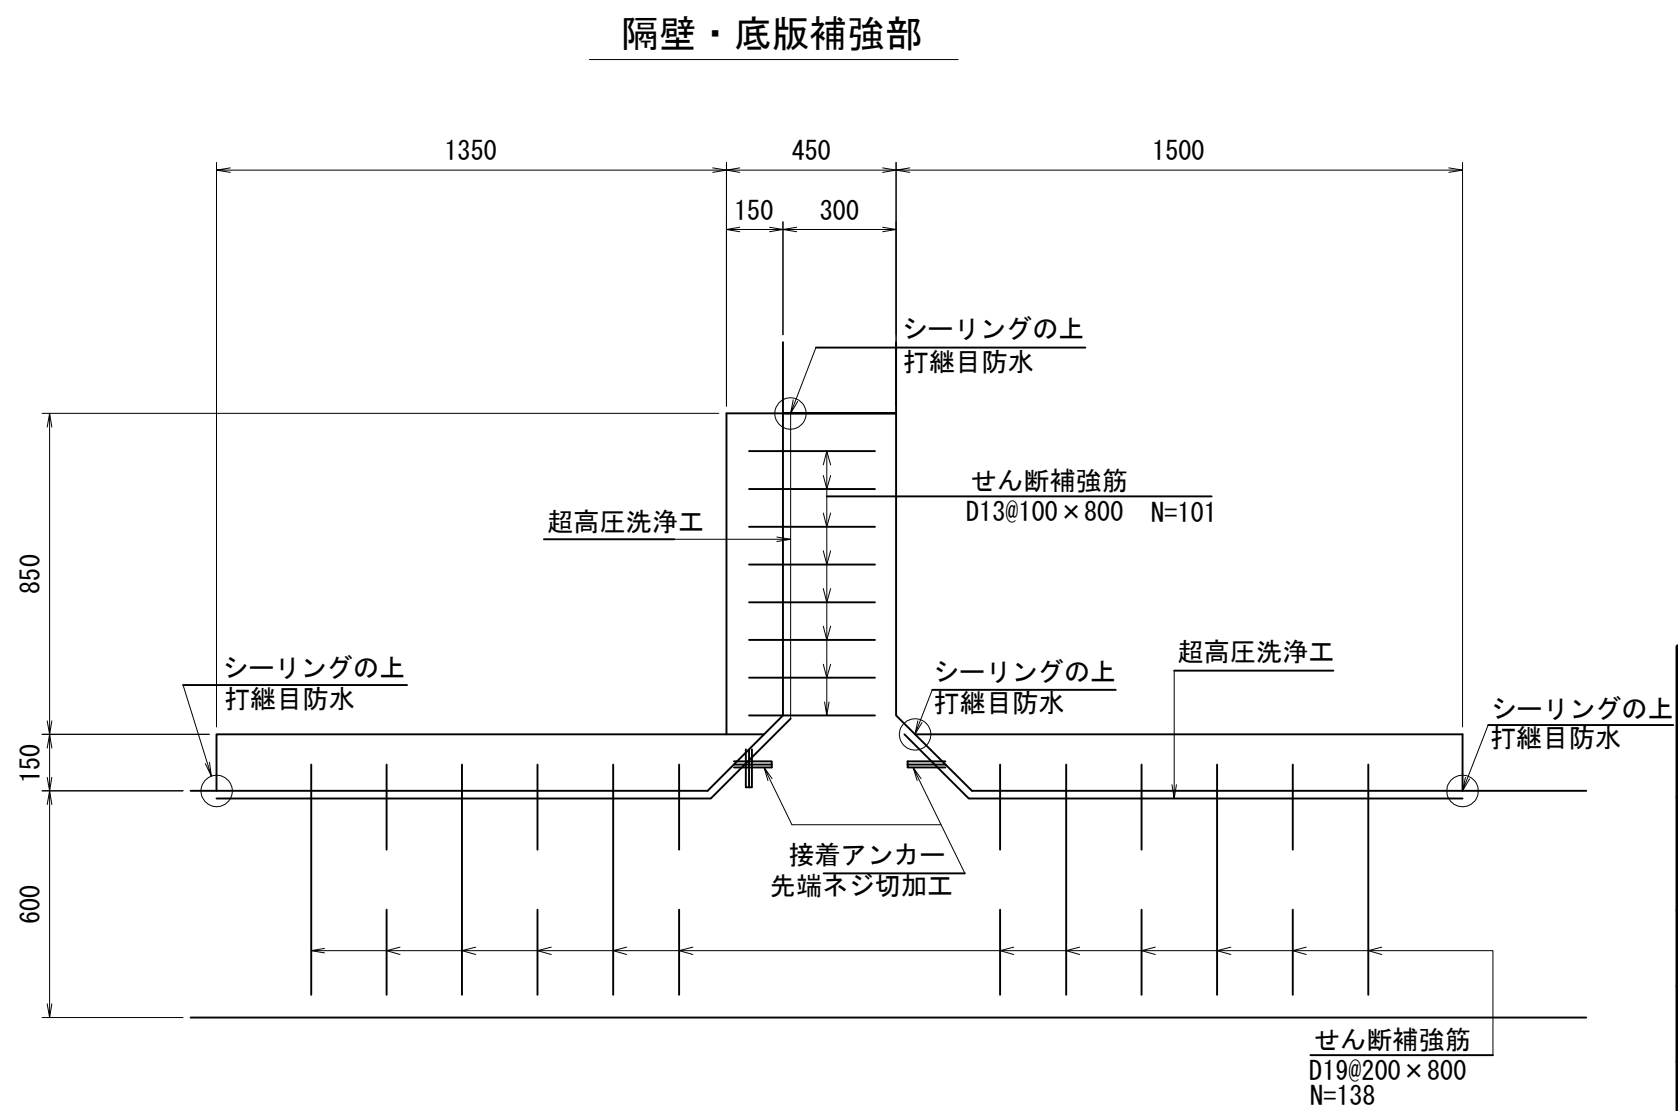 隔壁・底版補強部
1350
450
1500
150
300
シーリングの上
打継目防水
せん断補強筋
D13@100×800 N=101
超高圧洗浄工
850
シーリングの上
打継目防水
超高圧洗浄工
シーリングの上
打継目防水
シーリングの上
打継目防水
150
接着アンカー
先端ネジ切加工
600
せん断補強筋
D19@200×800
N=138